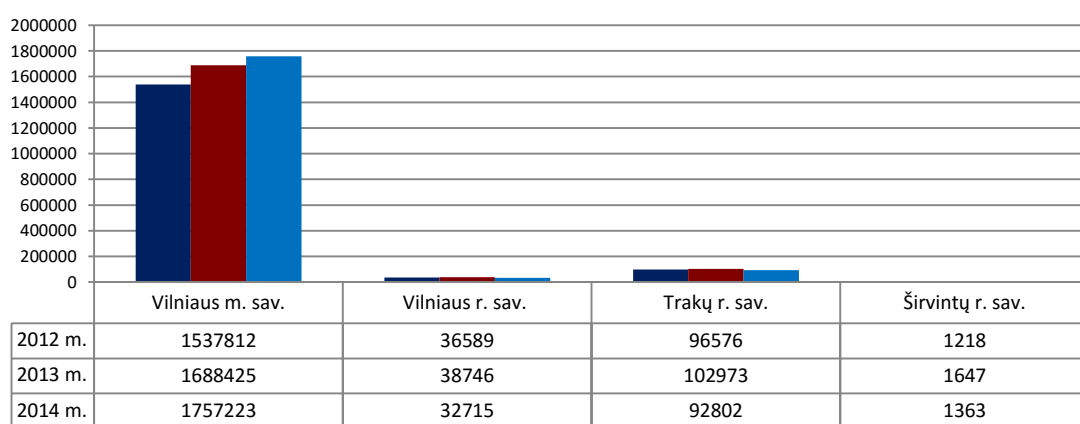 2000000
1800000
1600000
1400000
1200000
1000000
800000
600000
400000
200000
0
Vilniaus m. sav. Vilniaus r. sav. Trakų r. sav. Širvintų r. sav.
2012 m. 1537812 36589 96576 1218
2013 m. 1688425 38746 102973 1647
2014 m. 1757223 32715 92802 1363